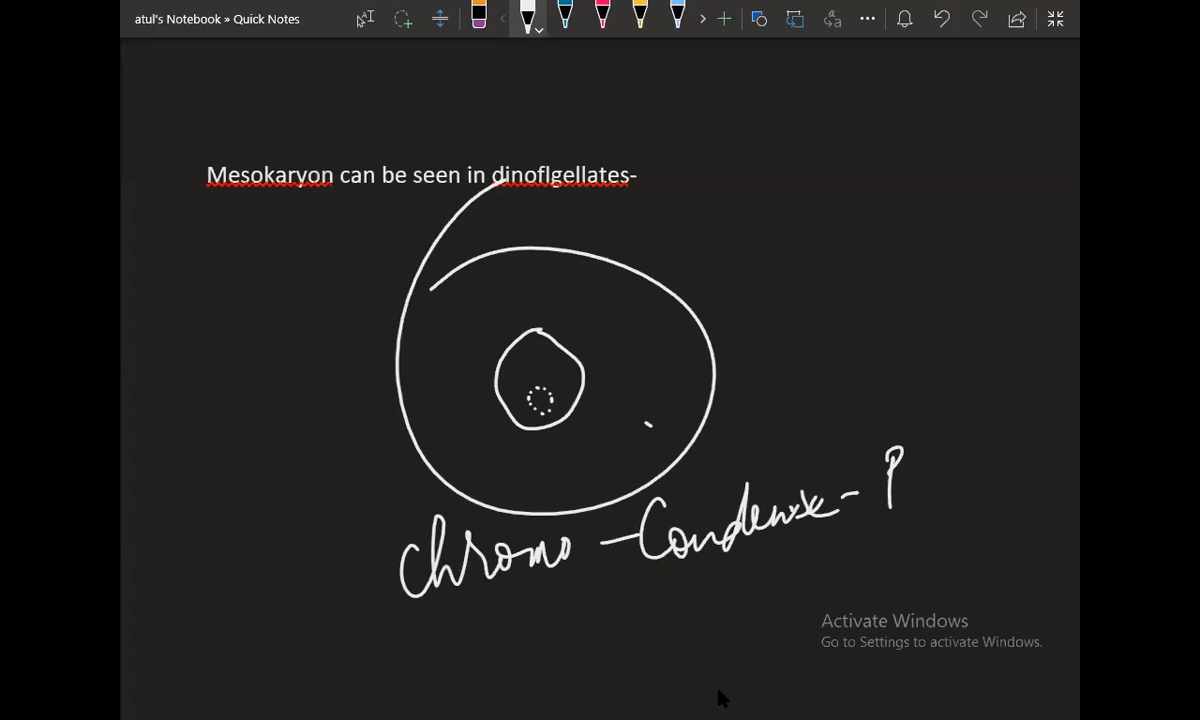 atul's Notebook » Quick Notes
Mesokaryon can be seen in dinoflgellates-
Chromo - Condense - P
Activate Windows
Go to Settings to activate Windows.